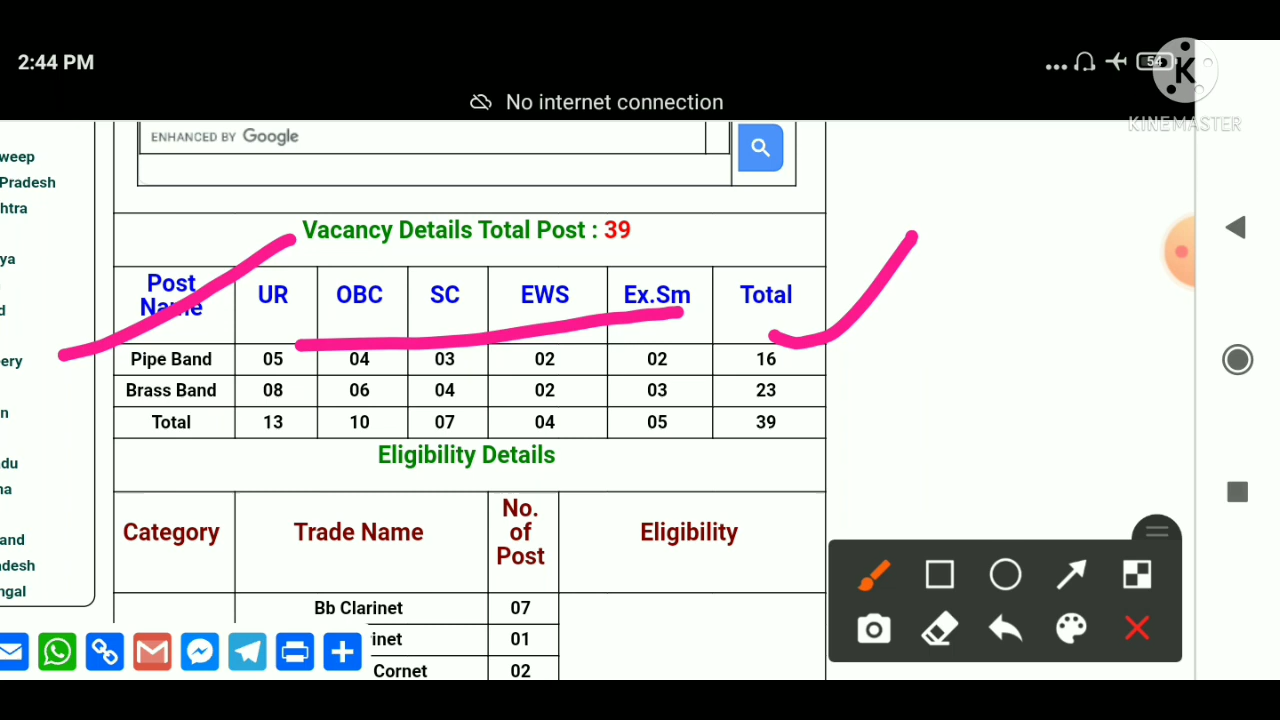 2:44 PM
54
K
No internet connection
KINEMASTER
ENHANCED BY Google
weep
Pradesh
htra
ya
d
ery
n
du
na
and
desh
ngal
Vacancy Details Total Post : 39
Post Name UR OBC SC EWS Ex.Sm Total
Pipe Band 05 04 03 02 02 16
Brass Band 08 06 04 02 03 23
Total 13 10 07 04 05 39
Eligibility Details
Category Trade Name No. of Post Eligibility
Bb Clarinet 07
inet 01
Cornet 02